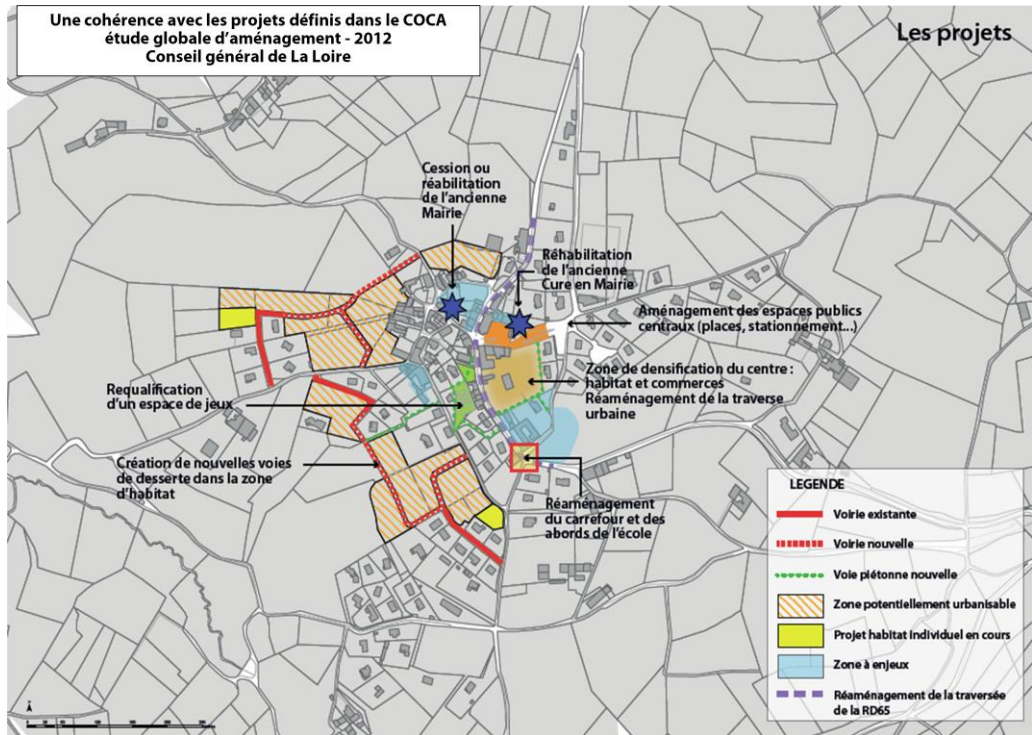 Une cohérence avec les projets définis dans le COCA
étude globale d'aménagement - 2012
Conseil général de La Loire
Les projets
Cession ou
réabilitation
de l'ancienne
Mairie
Réhabilitation
de l'ancienne
Cure en Mairie
Aménagement des espaces publics
centraux (places, stationnement...)
Zone de densification du centre :
habitat et commerces
Réaménagement de la traverse
urbaine
Requalification
d'un espace de jeux
Création de nouvelles voies
de desserte dans la zone
d'habitat
Réaménagement
du carrefour et des
abords de l'école
LEGENDE
Voirie existante
Voirie nouvelle
Voie piétonne nouvelle
Zone potentiellement urbanisable
Projet habitat individuel en cours
Zone à enjeux
Réaménagement de la traversée
de la RD65